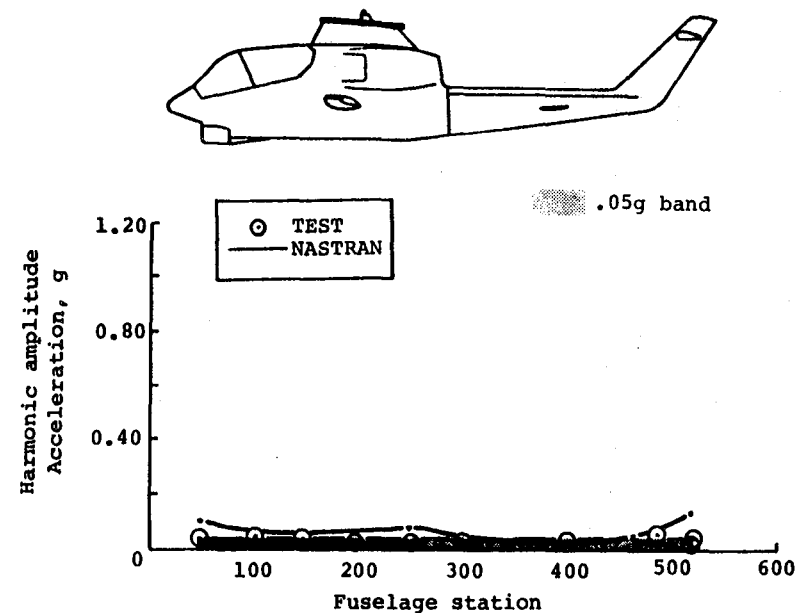 .05g band
TEST
NASTRAN
Harmonic amplitude
Acceleration, g
1.20
0.80
0.40
0
100
200
300
400
500
600
Fuselage station